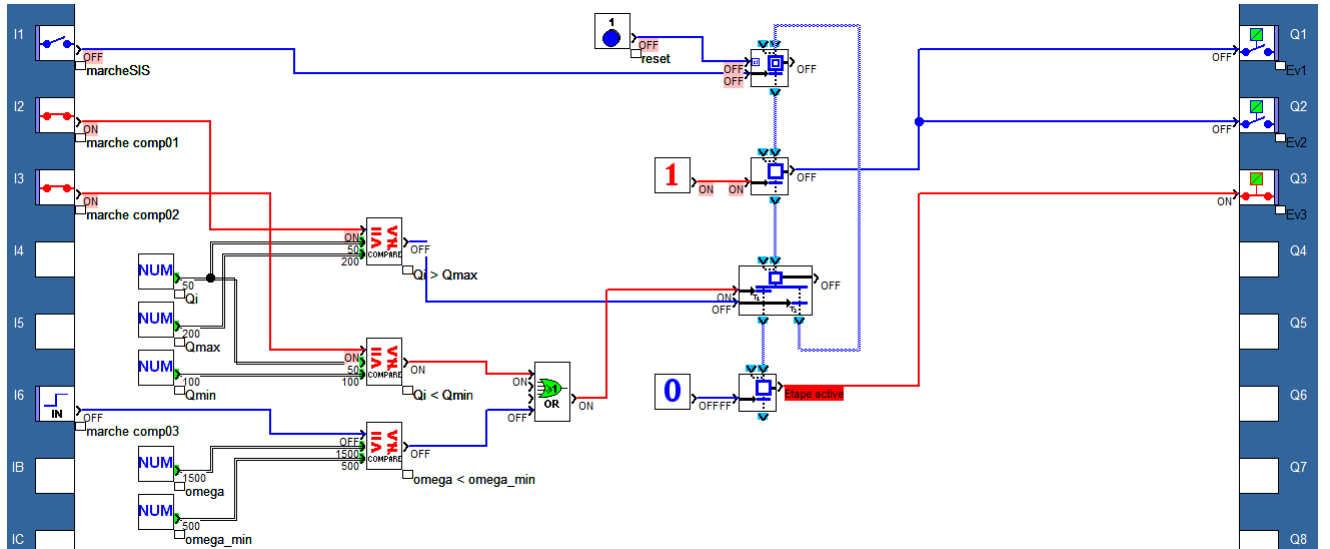 I1
OFF
marcheSIS
1
OFF
reset
OFF
OFF
OFF
Q1
OFF
Ev1
I2
ON
marche comp01
Q2
OFF
Ev2
I3
ON
marche comp02
1
ON
ON
OFF
Q3
ON
Ev3
I4
ON
50
200
COMPARE
OFF
Qi > Qmax
Q4
NUM
50
Qi
ON
OFF
OFF
I5
NUM
200
Qmax
Q5
NUM
100
Qmin
ON
50
100
COMPARE
ON
Qi < Qmin
ON
OFF
≥1
OR
ON
0
OFF
Etape active
I6
IN
OFF
marche comp03
Q6
OFF
1500
500
COMPARE
OFF
omega < omega_min
IB
NUM
1500
omega
Q7
NUM
500
omega_min
IC
Q8